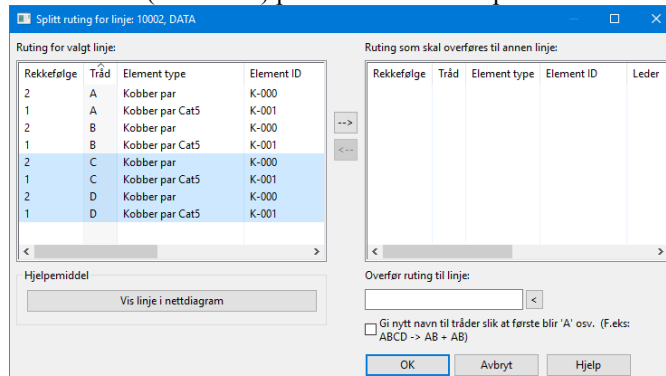 Splitt ruting for linje: 10002, DATA
Ruting for valgt linje:
Rekkefølge Tråd Element type Element ID
2 A Kobber par K-000
1 A Kobber par Cat5 K-001
2 B Kobber par K-000
1 B Kobber par Cat5 K-001
2 C Kobber par K-000
1 C Kobber par Cat5 K-001
2 D Kobber par K-000
1 D Kobber par Cat5 K-001
Hjelpemiddel
Vis linje i nettdiagram
-->
<--
Ruting som skal overføres til annen linje:
Rekkefølge Tråd Element type Element ID Leder
Overfør ruting til linje:
<
Gi nytt navn til tråder slik at første blir 'A' osv. (F.eks:
ABCD -> AB + AB)
OK Avbryt Hjelp